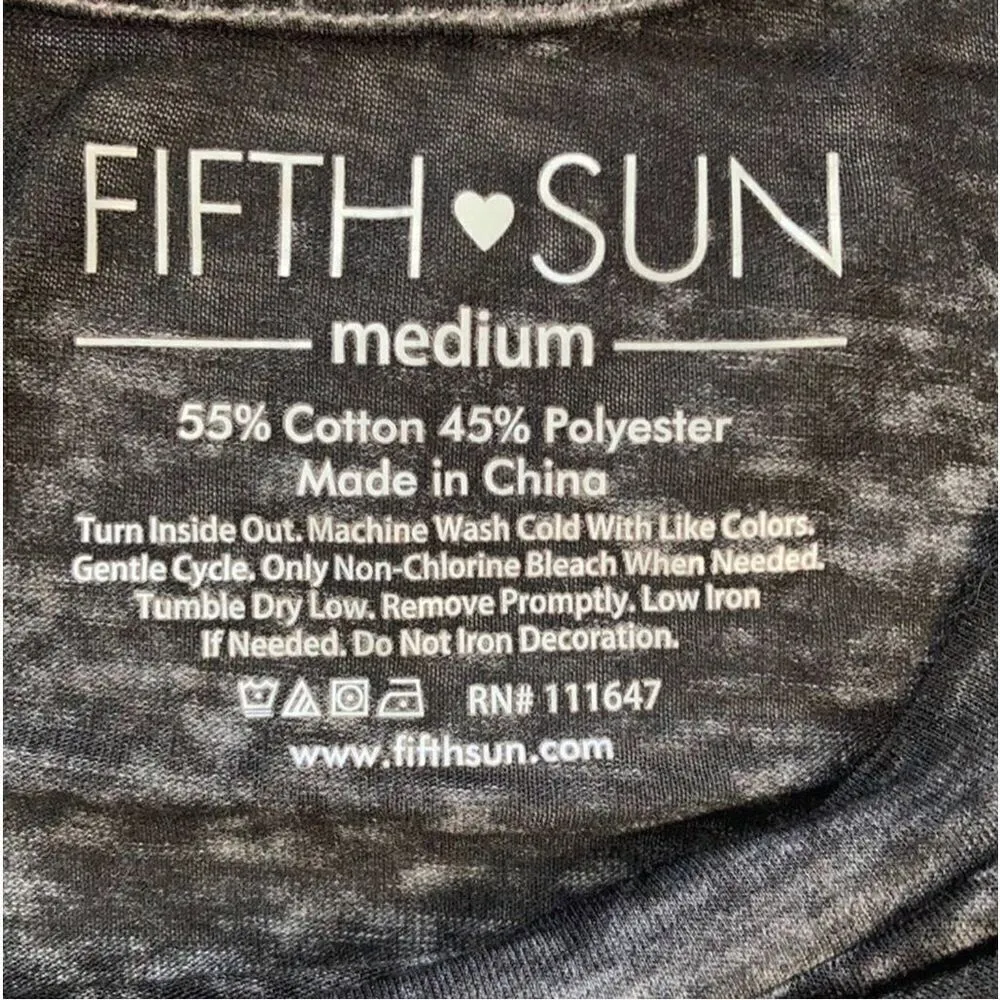 FIFTH♥SUN
medium
55% Cotton 45% Polyester
Made in China
Turn Inside Out. Machine Wash Cold With Like Colors.
Gentle Cycle. Only Non-Chlorine Bleach When Needed.
Tumble Dry Low. Remove Promptly. Low Iron
If Needed. Do Not Iron Decoration.
RN# 111647
www.fifthsun.com